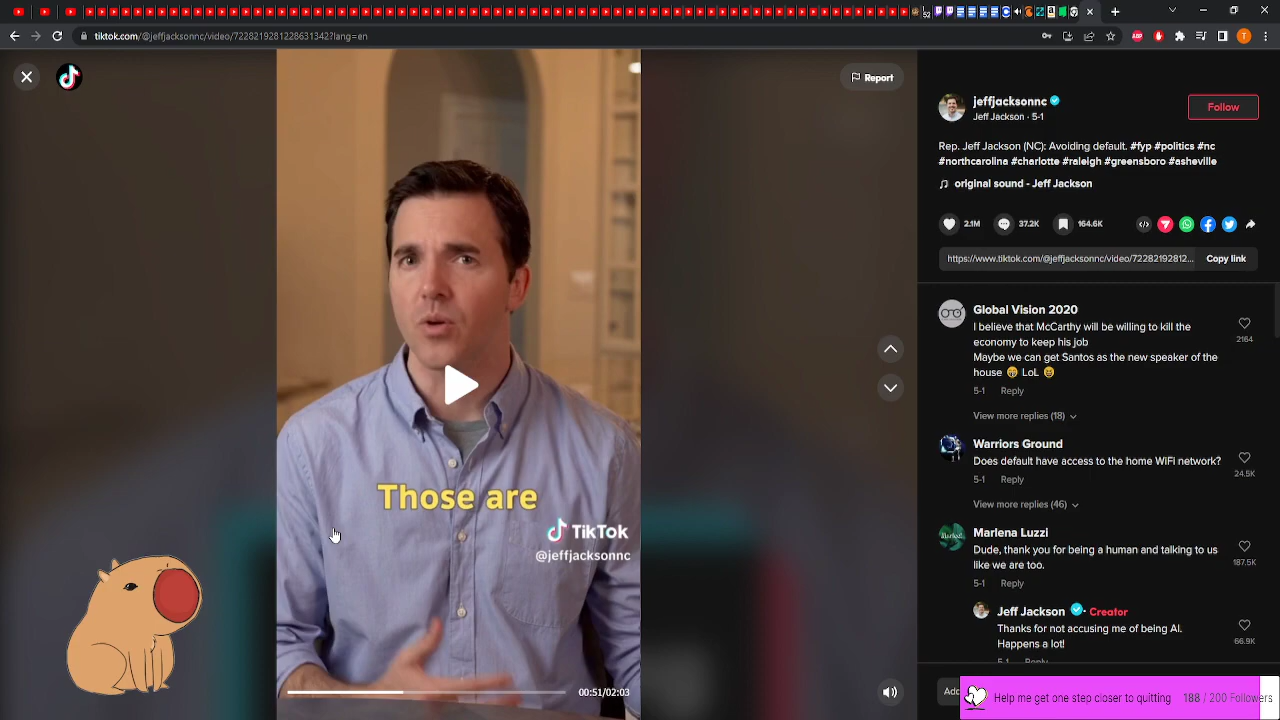 52
tiktok.com/@jeffjacksonnc/video/7228219281228631342?lang=en
T
Report
Those are
TikTok
@jeffjacksonnc
00:51/02:03
jeffjacksonnc
Jeff Jackson · 5-1
Follow
Rep. Jeff Jackson (NC): Avoiding default. #fyp #politics #nc
#northcarolina #charlotte #raleigh #greensboro #asheville
original sound - Jeff Jackson
2.1M
37.2K
164.6K
https://www.tiktok.com/@jeffjacksonnc/video/72282192812...
Copy link
Global Vision 2020
I believe that McCarthy will be willing to kill the
economy to keep his job
Maybe we can get Santos as the new speaker of the
house 😁 LoL 😁
2164
5-1 Reply
View more replies (18)
Warriors Ground
Does default have access to the home WIFI network?
24.5K
5-1 Reply
View more replies (46)
Marlena Luzzi
Dude, thank you for being a human and talking to us
like we are too.
187.5K
5-1 Reply
Jeff Jackson · Creator
Thanks for not accusing me of being AI.
Happens a lot!
66.9K
5-1 Reply
Help me get one step closer to quitting 188 / 200 Follower